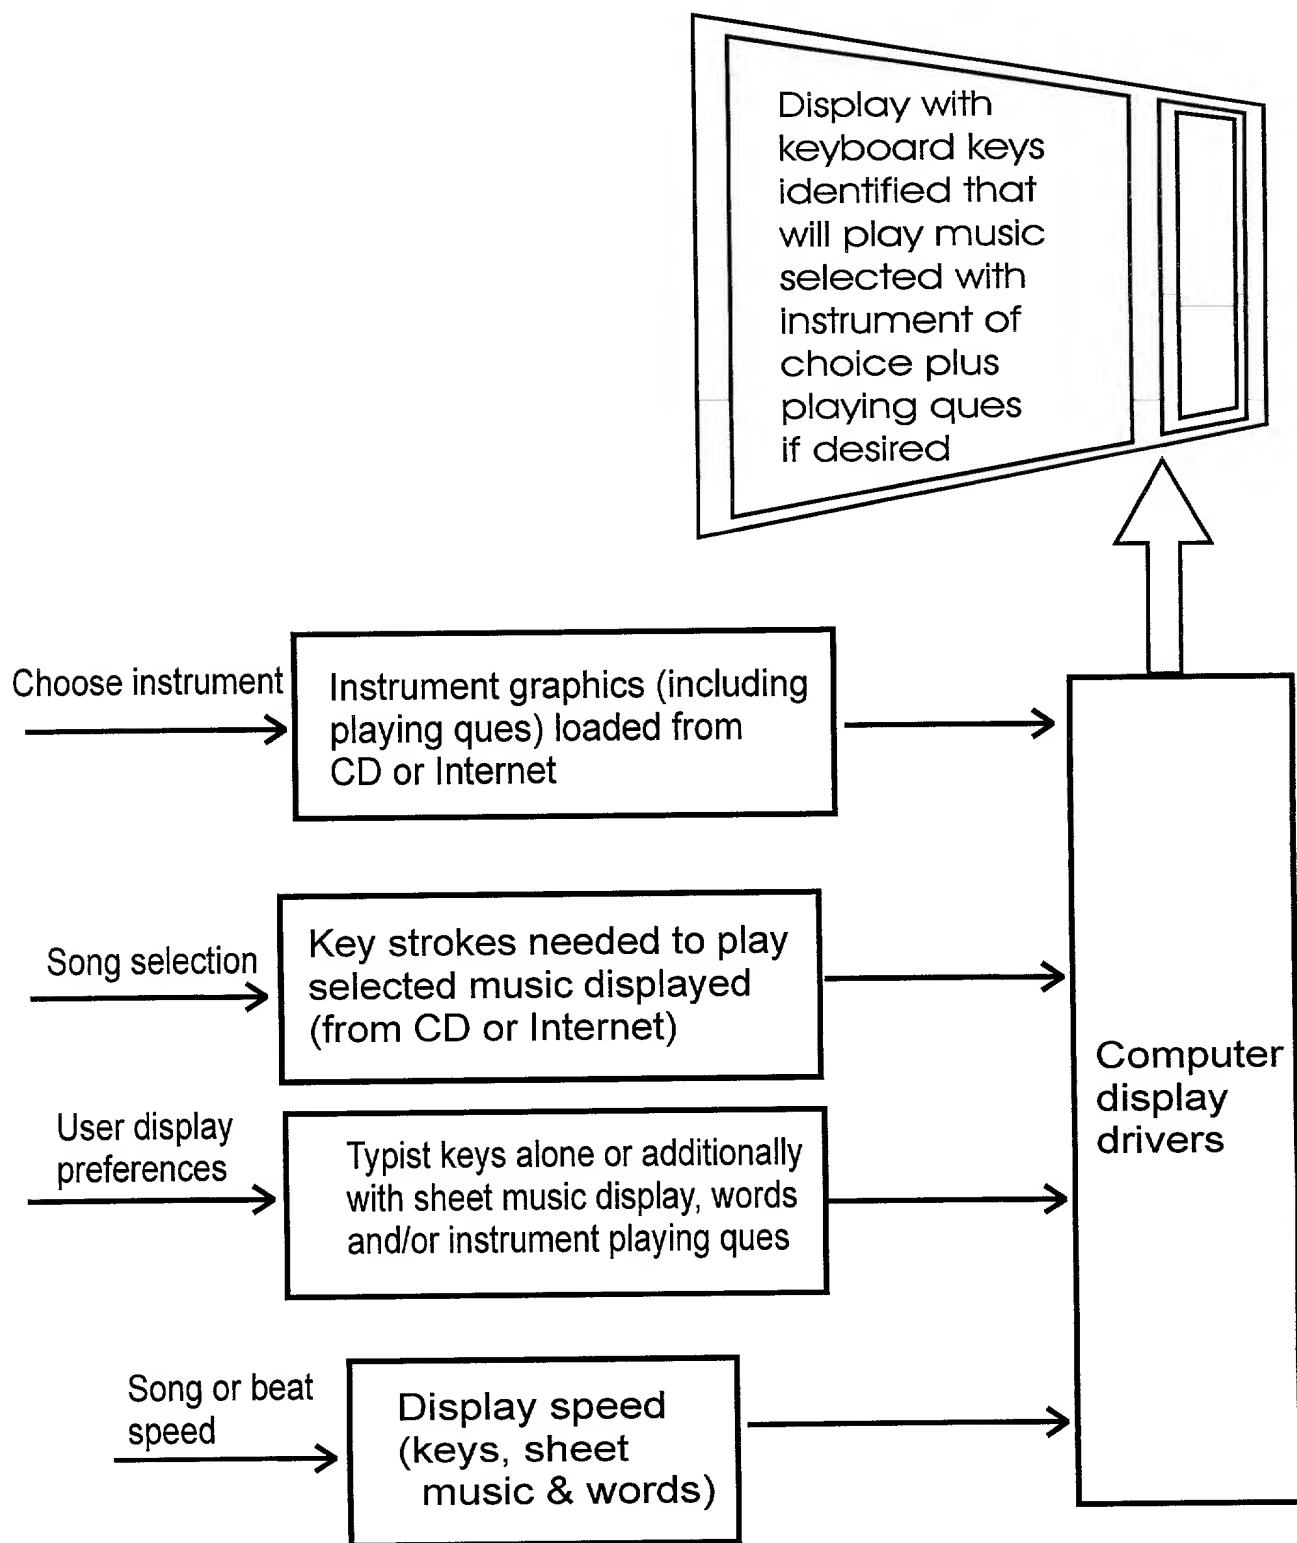 Display with
keyboard keys
identified that
will play music
selected with
instrument of
choice plus
playing ques
if desired
Choose instrument
Instrument graphics (including
playing ques) loaded from
CD or Internet
Song selection
Key strokes needed to play
selected music displayed
(from CD or Internet)
User display
preferences
Typist keys alone or additionally
with sheet music display, words
and/or instrument playing ques
Song or beat
speed
Display speed
(keys, sheet
music & words)
Computer
display
drivers